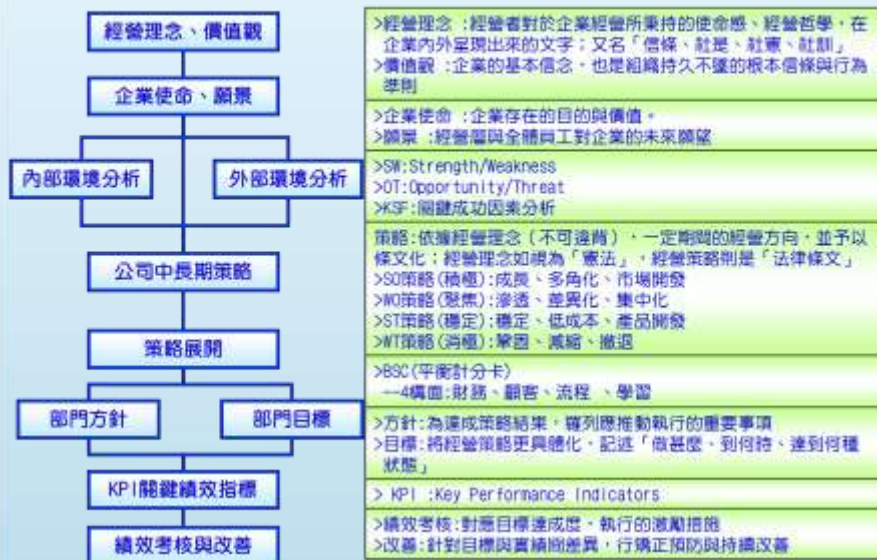 經營理念、價值觀
企業使命、願景
內部環境分析
外部環境分析
公司中長期策略
策略展開
部門方針
部門目標
KPI關鍵績效指標
績效考核與改善
>經營理念 :經營者對於企業經營所秉持的使命感、經營哲學，在
企業內外呈現出來的文字；又名「信條、社是、社憲、社訓」
>價值觀 :企業的基本信念，也是組織持久不墜的根本信條與行為
準則
>企業使命 :企業存在的目的與價值。
>願景 :經營層與全體員工對企業的未來願望
>SW:Strength/Weakness
>OT:Opportunity/Threat
>KSF:關鍵成功因素分析
策略:依據經營理念（不可違背），一定期間的經營方向，並予以
條文化；經營理念如視為「憲法」，經營策略則是「法律條文」
>SO策略(積極):成長、多角化、市場開發
>WO策略(聚焦):滲透、差異化、集中化
>ST策略(穩定):穩定、低成本、產品開發
>WT策略(消極):鞏固、減縮、撤退
>BSC(平衡計分卡)
--4構面:財務、顧客、流程 、學習
>方針:為達成策略結果，羅列應推動執行的重要事項
>目標:將經營策略更具體化，記述「做甚麼、到何時、達到何種
狀態」
> KPI :Key Performance Indicators
>績效考核:對應目標達成度，執行的激勵措施
>改善:針對目標與實績間差異，行矯正預防與持續改善